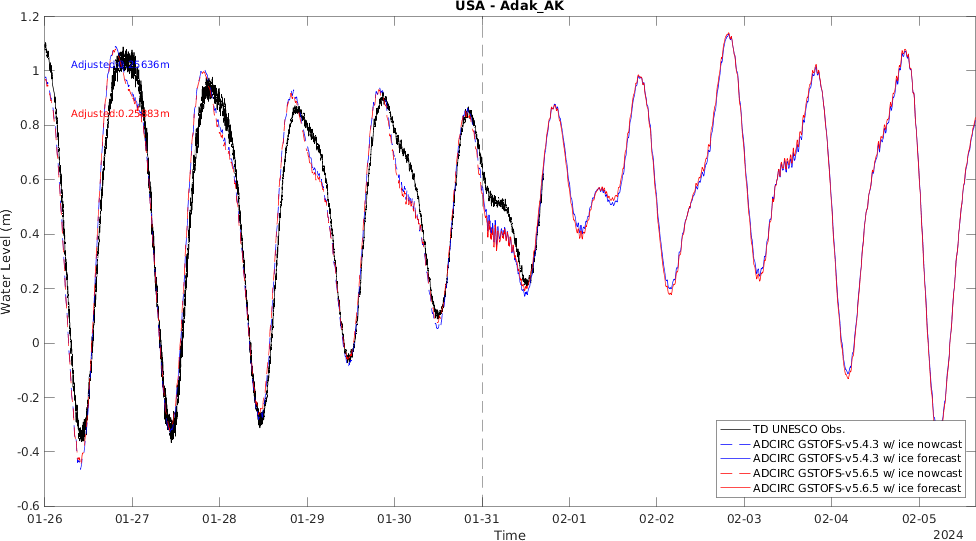 USA - Adak_AK
1.2
1
0.8
0.6
0.4
0.2
0
-0.2
-0.4
-0.6
Water Level (m)
Adjusted:
Adjusted:0.25883m
TD UNESCO Obs.
ADCIRC GSTOFS-v5.4.3 w/ ice nowcast
ADCIRC GSTOFS-v5.4.3 w/ ice forecast
ADCIRC GSTOFS-v5.6.5 w/ ice nowcast
ADCIRC GSTOFS-v5.6.5 w/ ice forecast
01-26 01-27 01-28 01-29 01-30 01-31 02-01 02-02 02-03 02-04 02-05
Time
2024